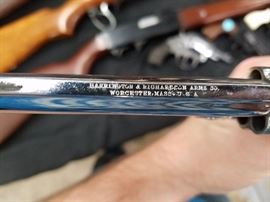 HARRINGTON & RICHARDSON ARMS CO.
WORCESTER, MASS. U.S.A